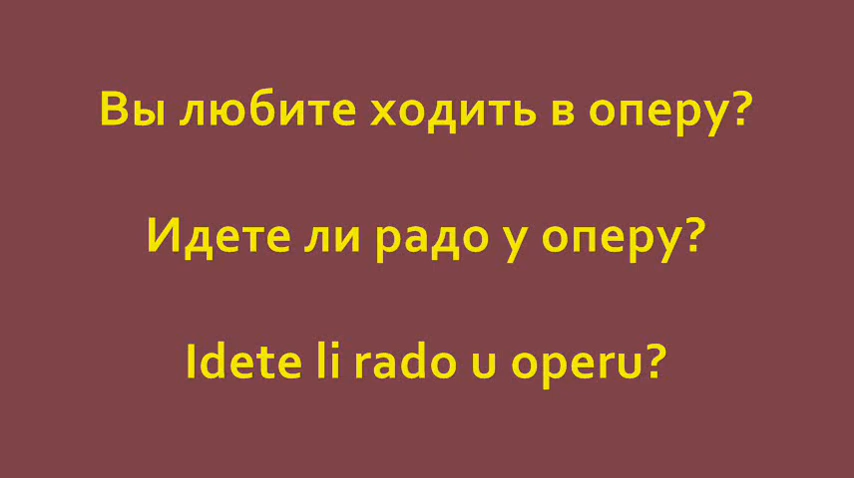 Вы любите ходить в оперу?
Идете ли радо у оперу?
Idete li rado u operu?